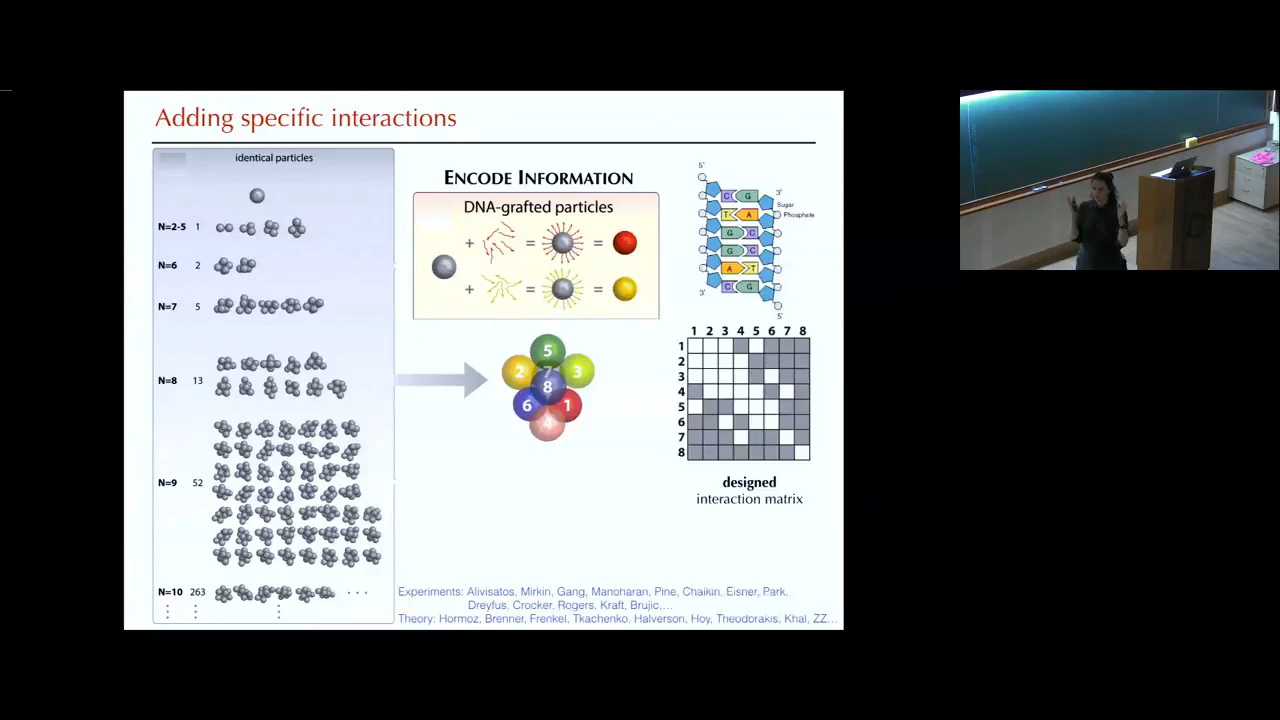 Adding specific interactions
identical particles
N=2-5 1
N=6 2
N=7 5
N=8 13
N=9 52
N=10 263 . . .
ENCODE INFORMATION
DNA-grafted particles
+ = =
+ = =
5
2 7 3
8
6 1
4
5' 3'
Sugar
Phosphate
C G
T A
G C
G C
A T
C G
3' 5'
1 2 3 4 5 6 7 8
1
2
3
4
5
6
7
8
designed
interaction matrix
Experiments: Alivisatos, Mirkin, Gang, Manoharan, Pine, Chaikin, Eisner, Park,
Dreyfus, Crocker, Rogers, Kraft, Brujic,...
Theory: Hormoz, Brenner, Frenkel, Tkachenko, Halverson, Hoy, Theodorakis, Khal, ZZ...